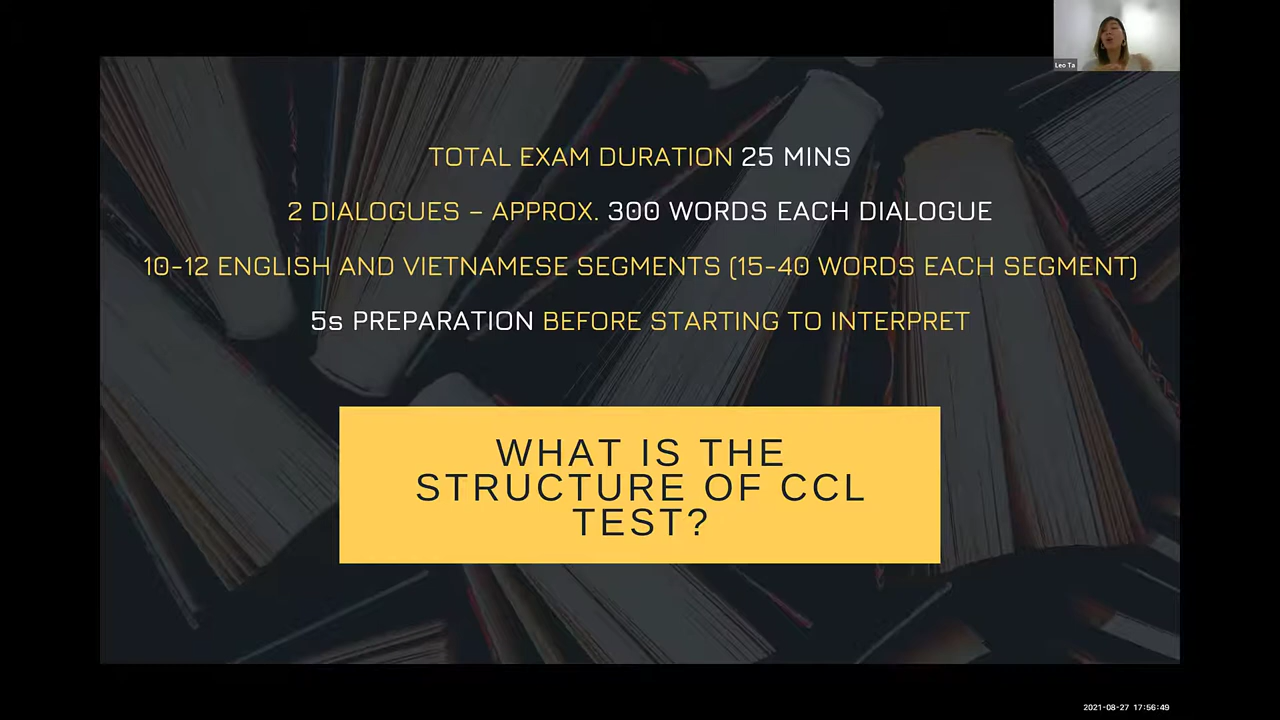 Leo Ta
TOTAL EXAM DURATION 25 MINS
2 DIALOGUES – APPROX. 300 WORDS EACH DIALOGUE
10-12 ENGLISH AND VIETNAMESE SEGMENTS (15-40 WORDS EACH SEGMENT)
5s PREPARATION BEFORE STARTING TO INTERPRET
WHAT IS THE
STRUCTURE OF CCL
TEST?
2021-08-27 17:56:49